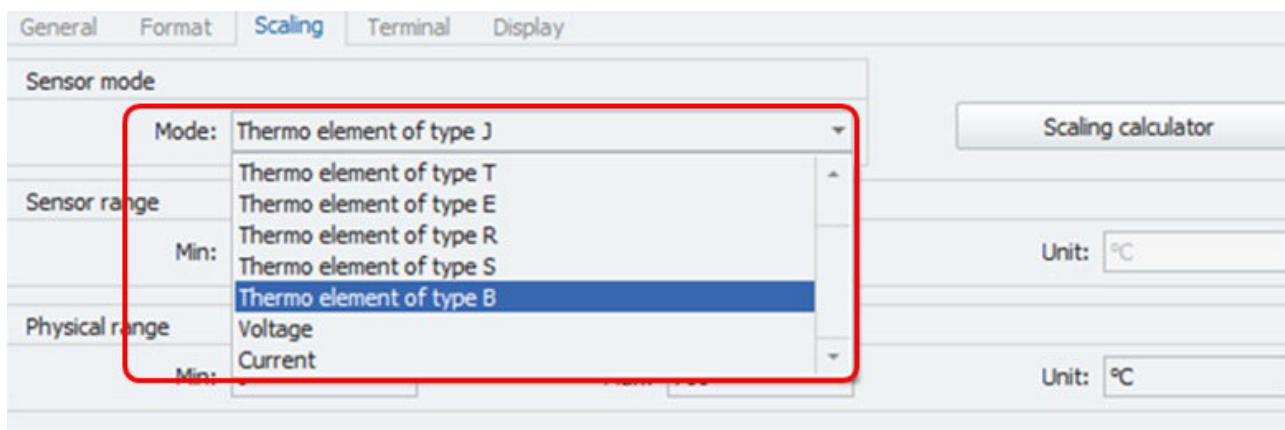 General Format Scaling Terminal Display
Sensor mode
Mode: Thermo element of type J Scaling calculator
Thermo element of type T
Sensor range Thermo element of type E
Thermo element of type R
Min: Unit: °C
Thermo element of type S
Thermo element of type B
Physical range Voltage
Current
Min: Unit: °C